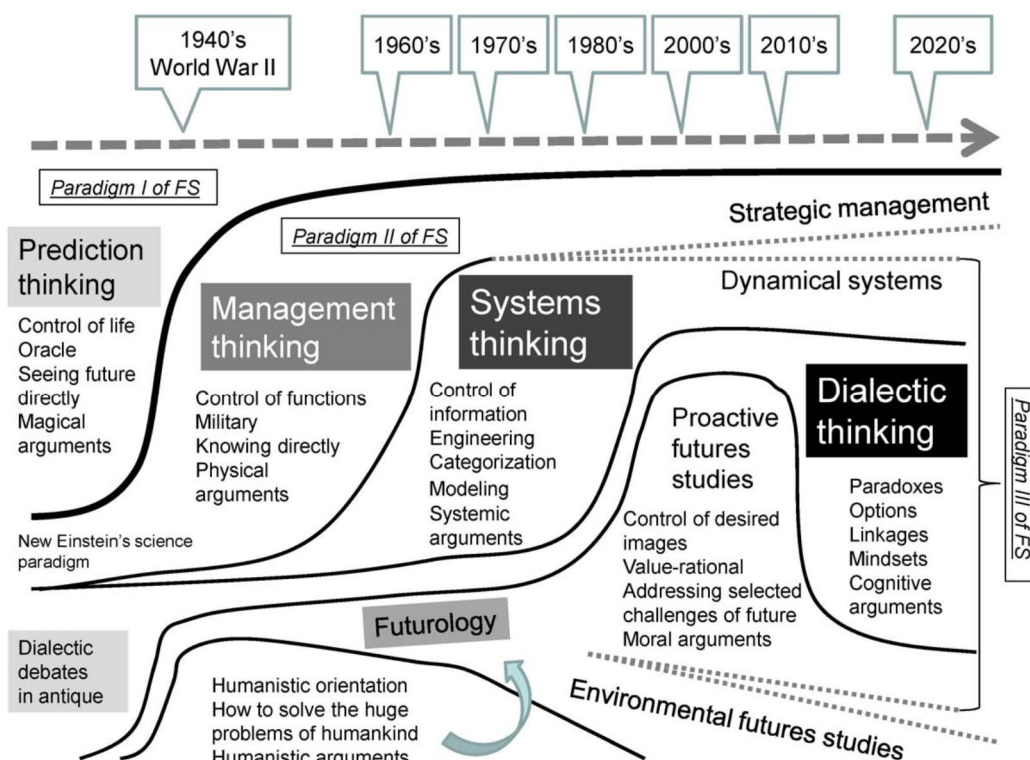 1940's
World War II
1960's
1970's
1980's
2000's
2010's
2020's
Paradigm I of FS
Paradigm II of FS
Strategic management
Prediction
thinking
Control of life
Oracle
Seeing future
directly
Magical
arguments
Management
thinking
Control of functions
Military
Knowing directly
Physical
arguments
Systems
thinking
Control of
information
Engineering
Categorization
Modeling
Systemic
arguments
Dynamical systems
Proactive
futures
studies
Control of desired
images
Value-rational
Addressing selected
challenges of future
Moral arguments
Dialectic
thinking
Paradoxes
Options
Linkages
Mindsets
Cognitive
arguments
Paradigm III of FS
New Einstein's science
paradigm
Dialectic
debates
in antique
Futurology
Humanistic orientation
How to solve the huge
problems of humankind
Humanistic arguments
Environmental futures studies